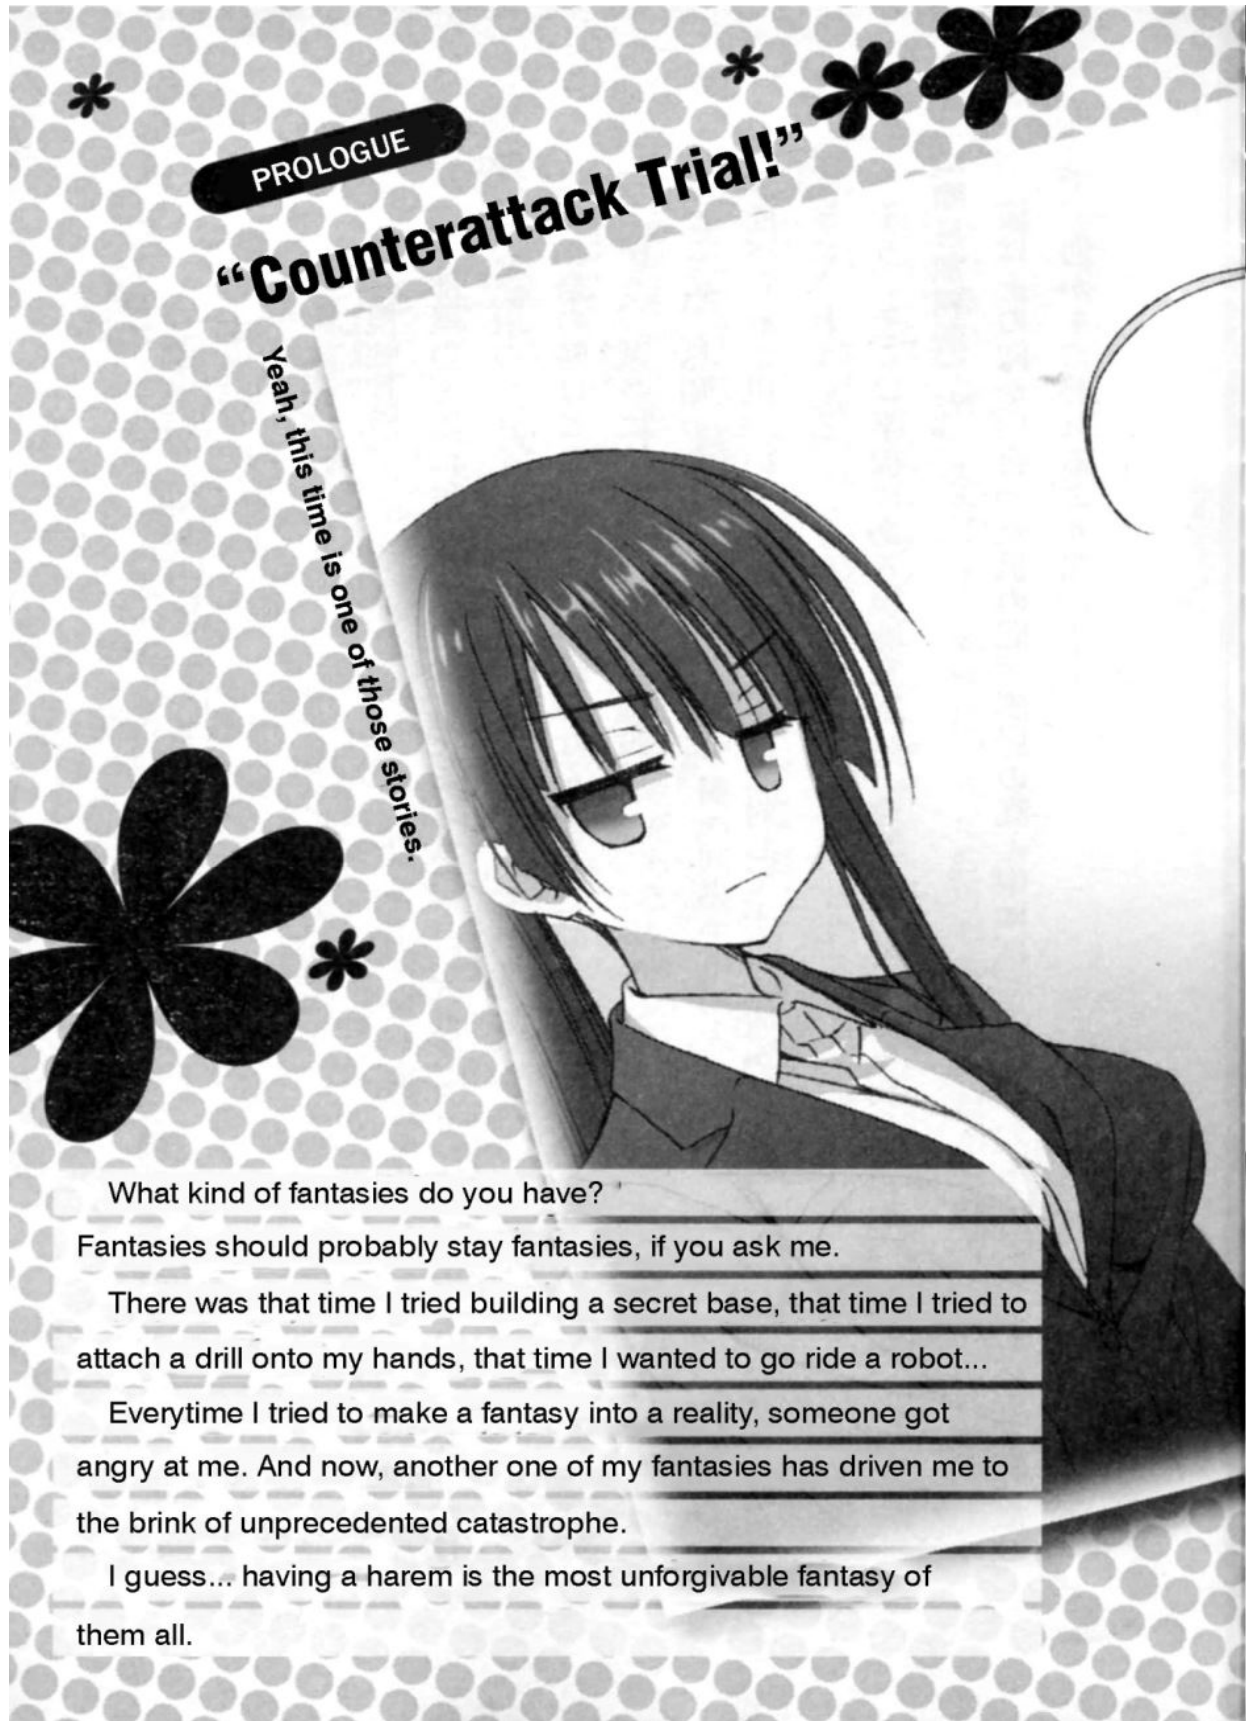 PROLOGUE
“Counterattack Trial!”
Yeah, this time is one of those stories.
What kind of fantasies do you have?
Fantasies should probably stay fantasies, if you ask me.
There was that time I tried building a secret base, that time I tried to
attach a drill onto my hands, that time I wanted to go ride a robot...
Everytime I tried to make a fantasy into a reality, someone got
angry at me. And now, another one of my fantasies has driven me to
the brink of unprecedented catastrophe.
I guess... having a harem is the most unforgivable fantasy of
them all.